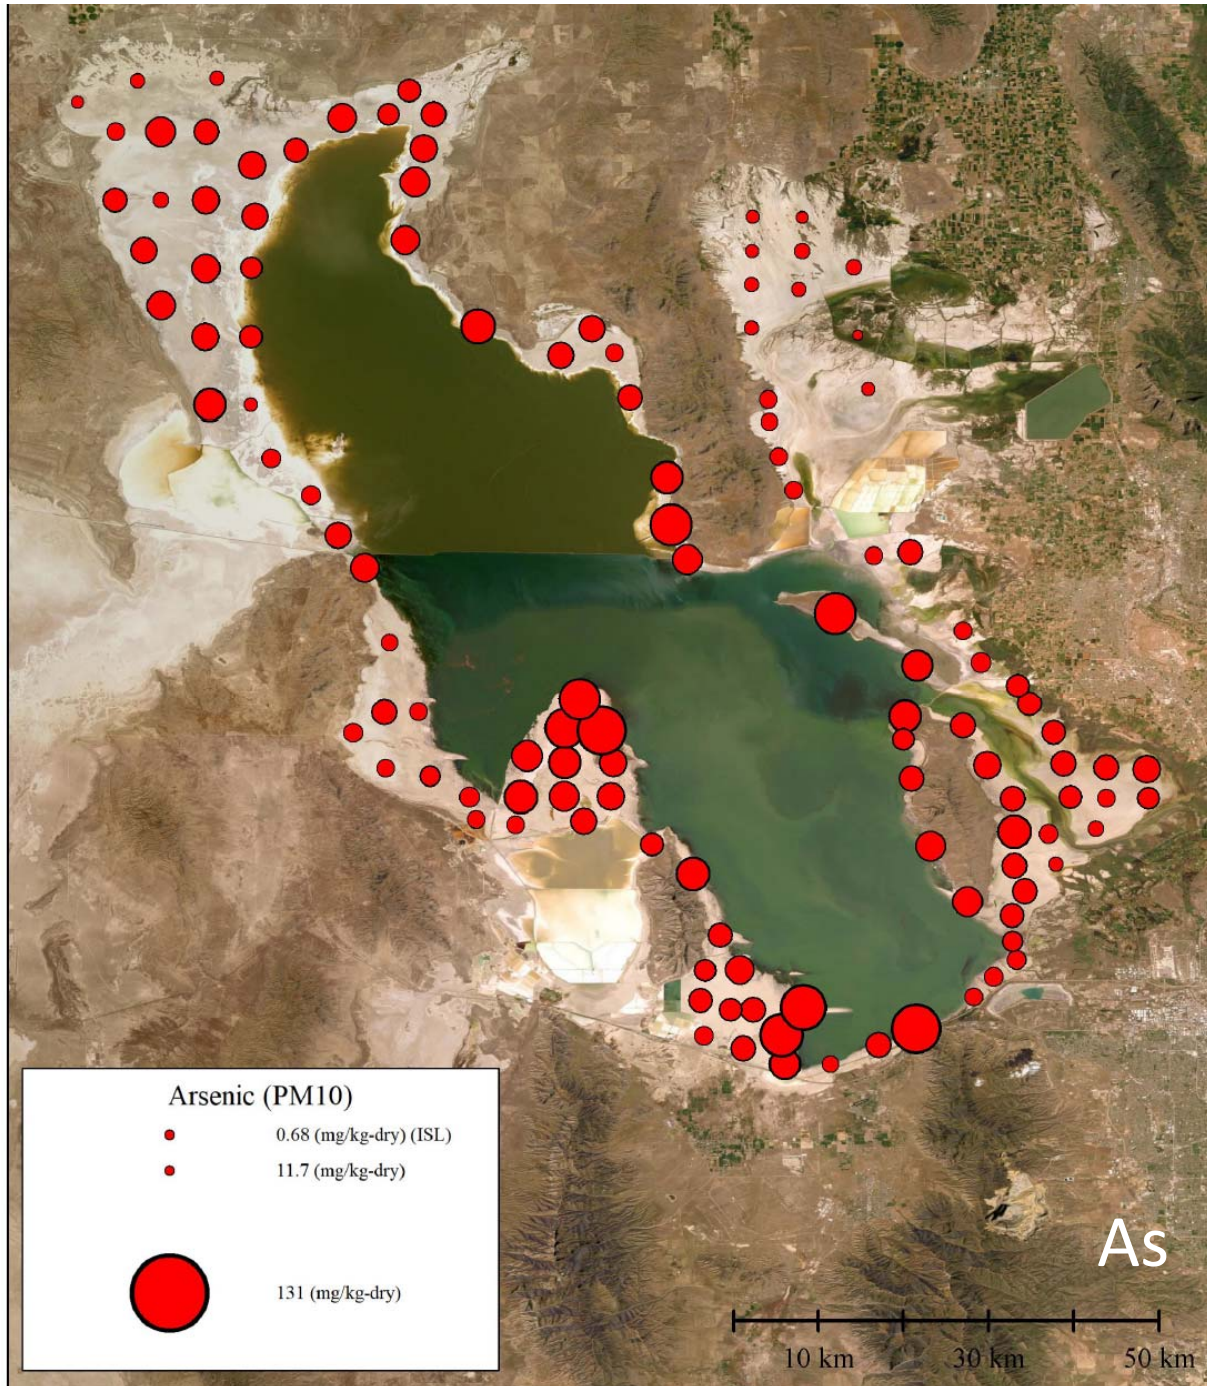 Arsenic (PM10)
0.68 (mg/kg-dry) (ISL)
11.7 (mg/kg-dry)
131 (mg/kg-dry)
As
10 km 30 km 50 km